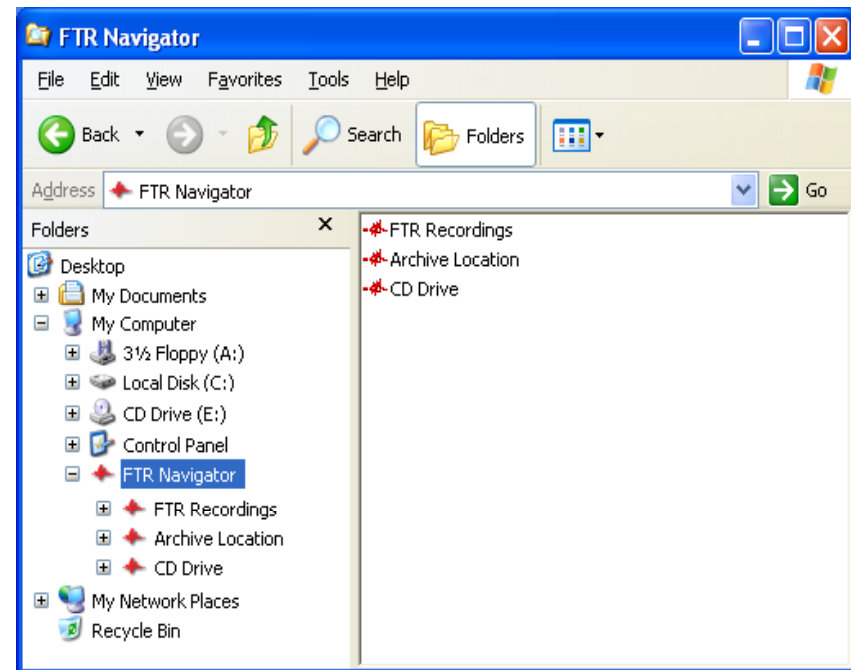 FTR Navigator
File Edit View Favorites Tools Help
Back Search Folders
Address FTR Navigator Go
Folders
Desktop
My Documents
My Computer
3½ Floppy (A:)
Local Disk (C:)
CD Drive (E:)
Control Panel
FTR Navigator
FTR Recordings
Archive Location
CD Drive
My Network Places
Recycle Bin
FTR Recordings
Archive Location
CD Drive